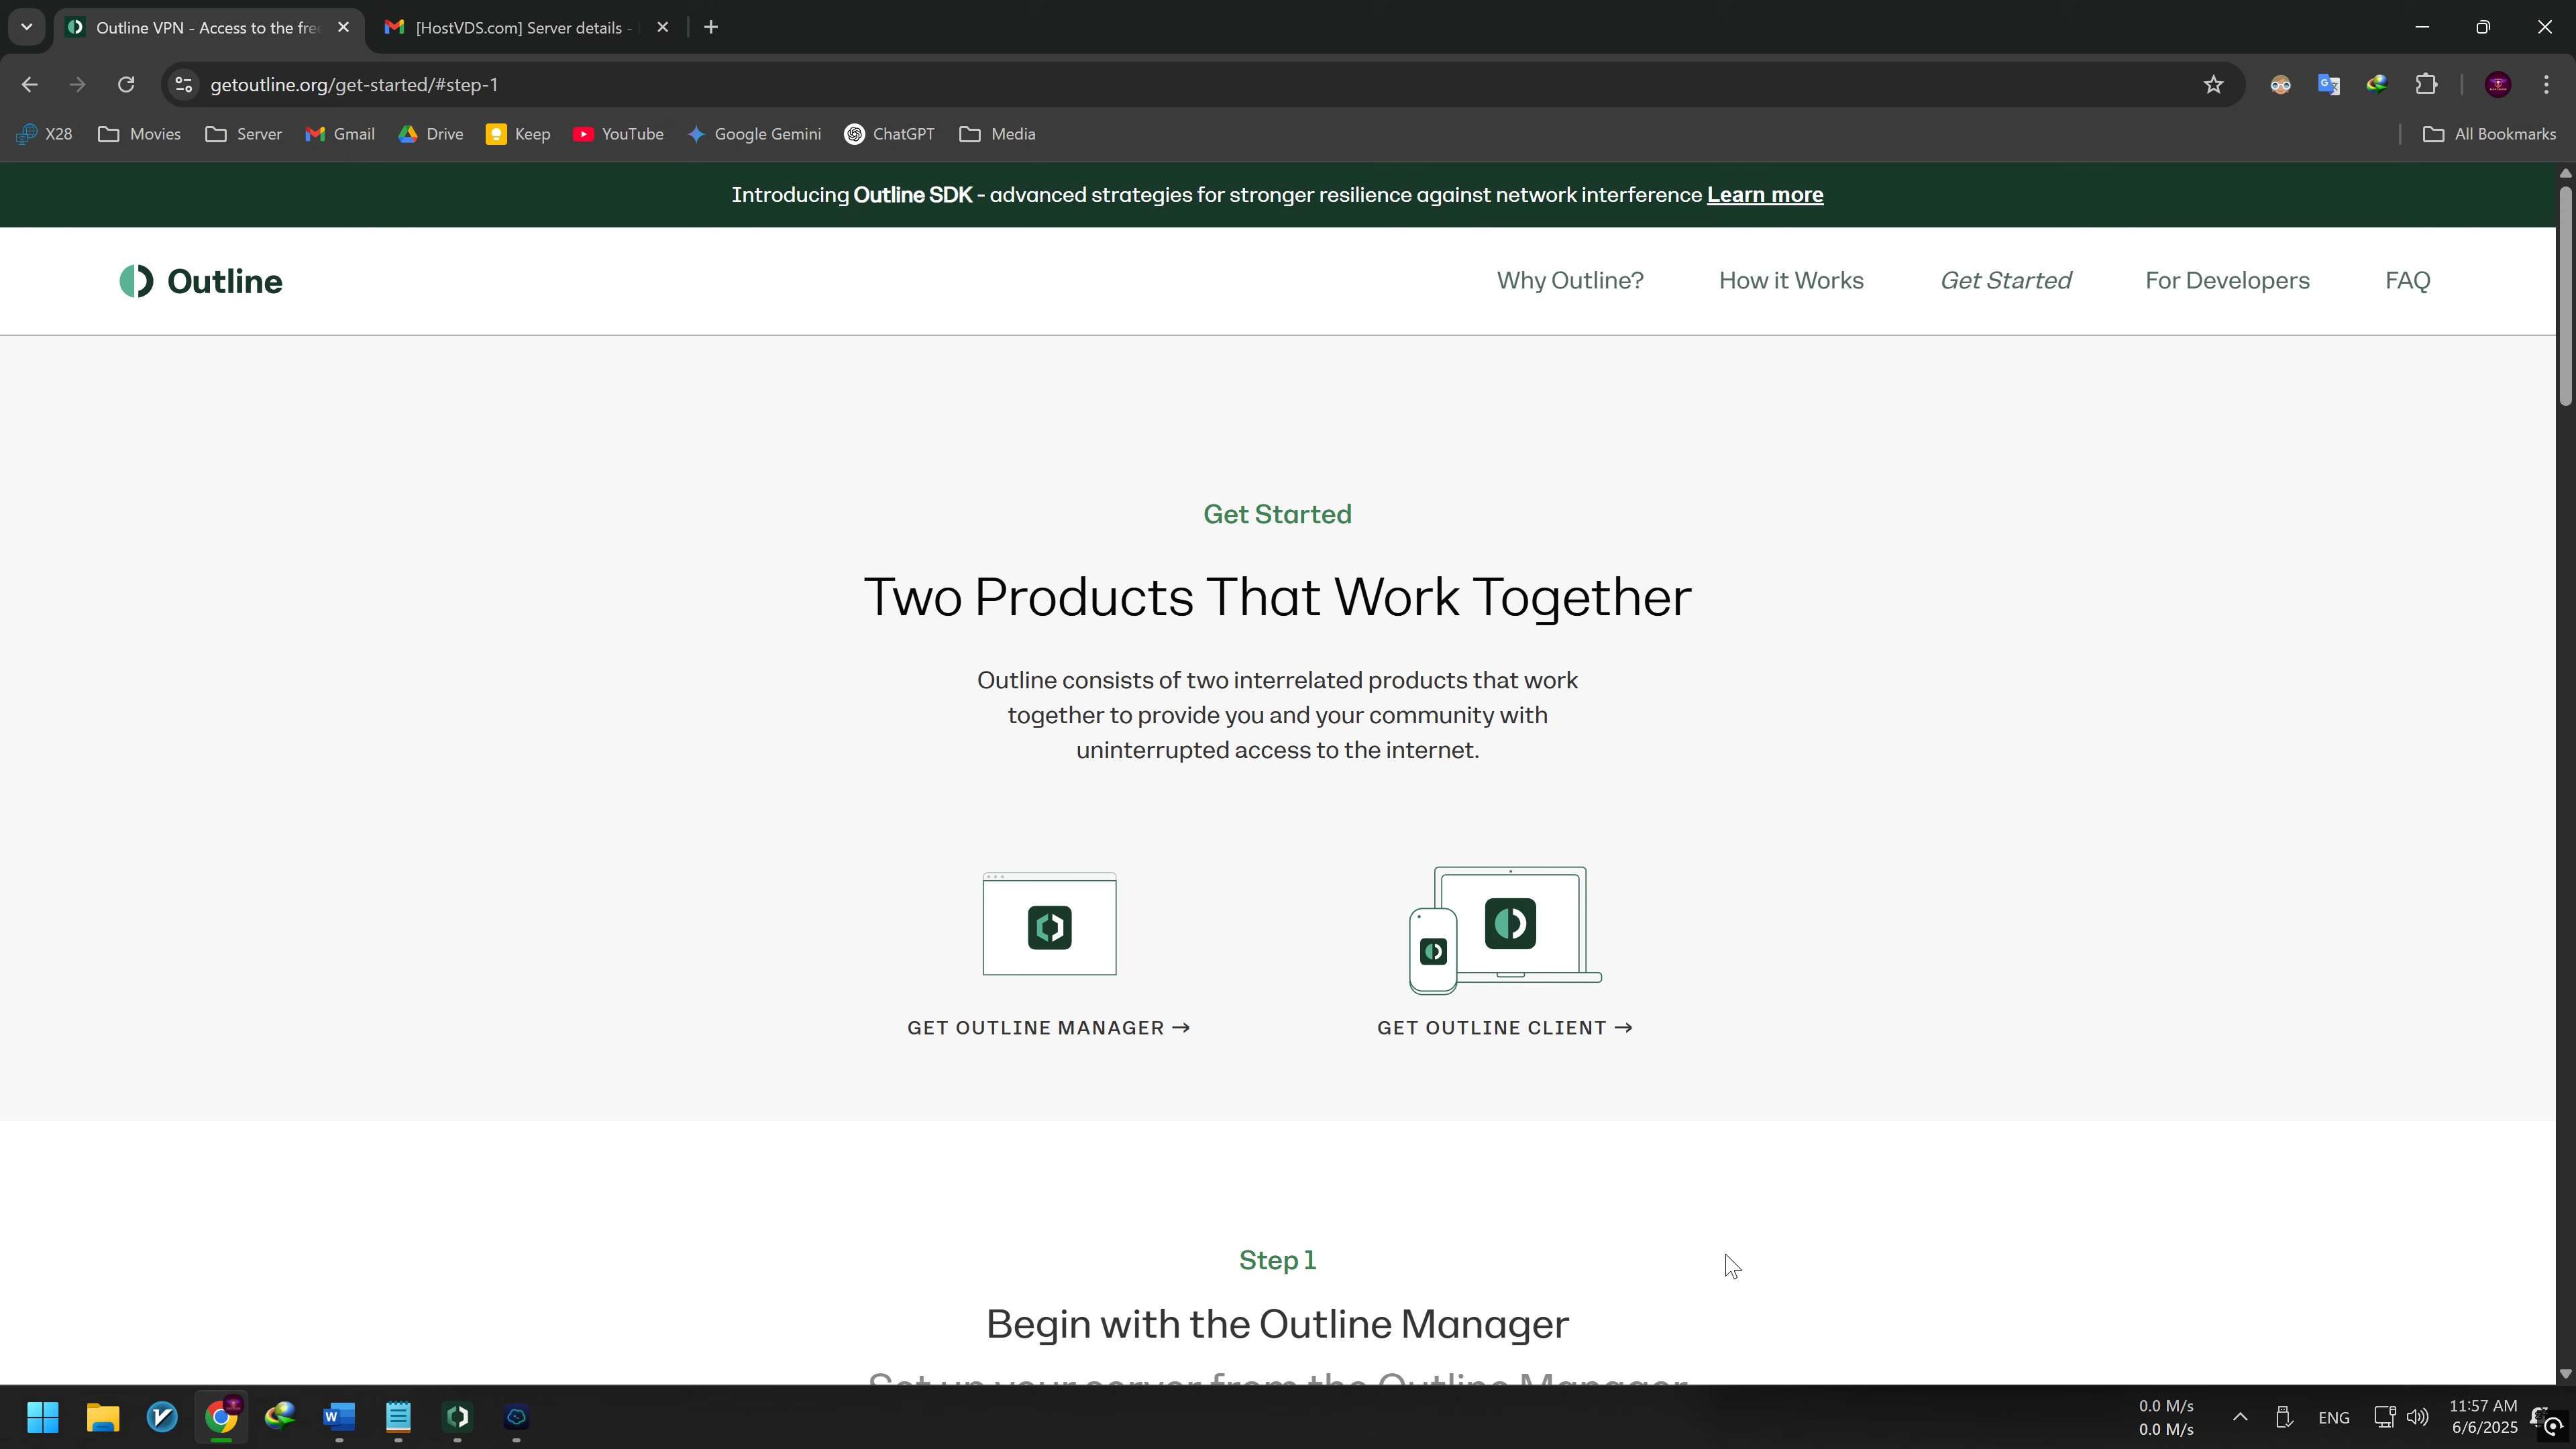 Outline VPN - Access to the free
[HostVDS.com] Server details -
getoutline.org/get-started/#step-1
X28
Movies
Server
Gmail
Drive
Keep
YouTube
Google Gemini
ChatGPT
Media
All Bookmarks
Introducing Outline SDK - advanced strategies for stronger resilience against network interference Learn more
Outline
Why Outline?
How it Works
Get Started
For Developers
FAQ
Get Started
Two Products That Work Together
Outline consists of two interrelated products that work
together to provide you and your community with
uninterrupted access to the internet.
GET OUTLINE MANAGER →
GET OUTLINE CLIENT →
Step 1
Begin with the Outline Manager
Set up your server from the Outline Manager
0.0 M/s
0.0 M/s
ENG
11:57 AM
6/6/2025